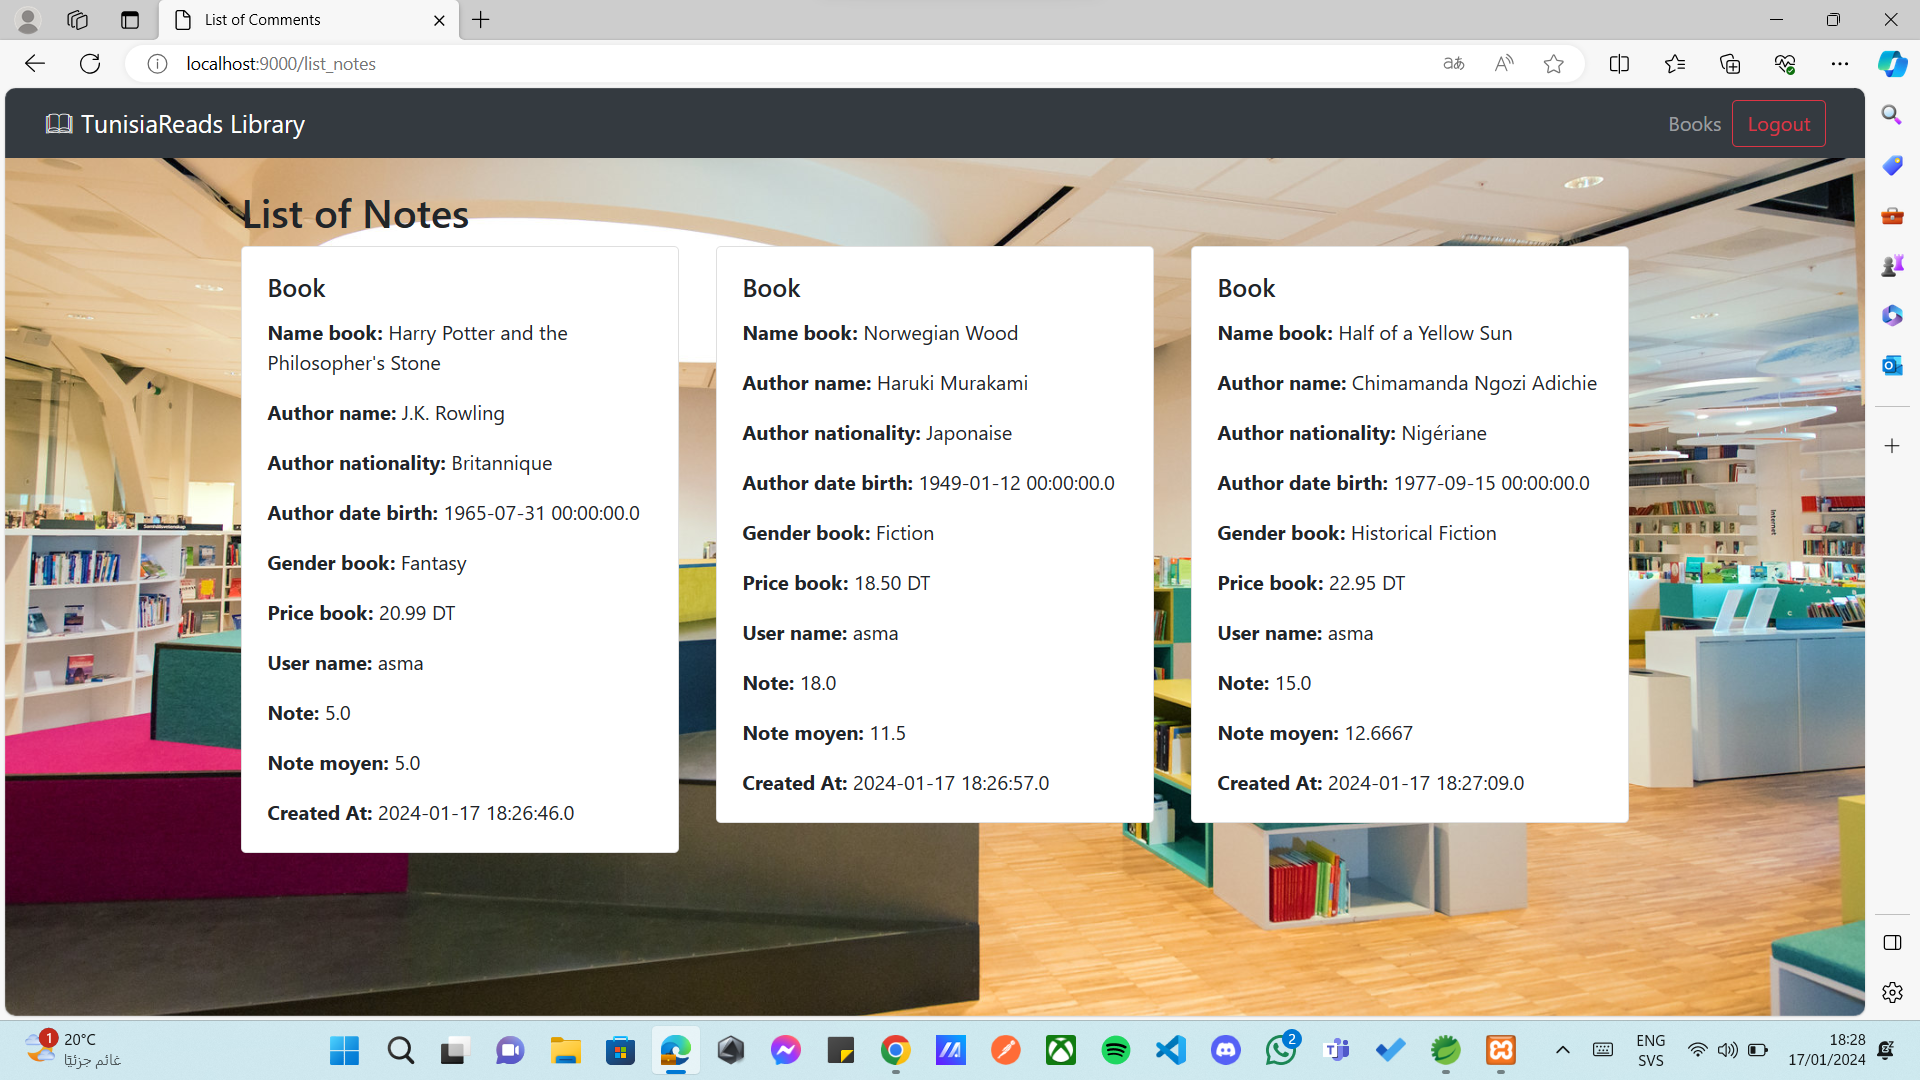 List of Comments
localhost:9000/list_notes
TunisiaReads Library
Books
Logout
List of Notes
Book
Name book: Harry Potter and the
Philosopher's Stone
Author name: J.K. Rowling
Author nationality: Britannique
Author date birth: 1965-07-31 00:00:00.0
Gender book: Fantasy
Price book: 20.99 DT
User name: asma
Note: 5.0
Note moyen: 5.0
Created At: 2024-01-17 18:26:46.0
Book
Name book: Norwegian Wood
Author name: Haruki Murakami
Author nationality: Japonaise
Author date birth: 1949-01-12 00:00:00.0
Gender book: Fiction
Price book: 18.50 DT
User name: asma
Note: 18.0
Note moyen: 11.5
Created At: 2024-01-17 18:26:57.0
Book
Name book: Half of a Yellow Sun
Author name: Chimamanda Ngozi Adichie
Author nationality: Nigériane
Author date birth: 1977-09-15 00:00:00.0
Gender book: Historical Fiction
Price book: 22.95 DT
User name: asma
Note: 15.0
Note moyen: 12.6667
Created At: 2024-01-17 18:27:09.0
Internet
1
20°C
غائم جزئيًا
2
ENG
SVS
18:28
17/01/2024